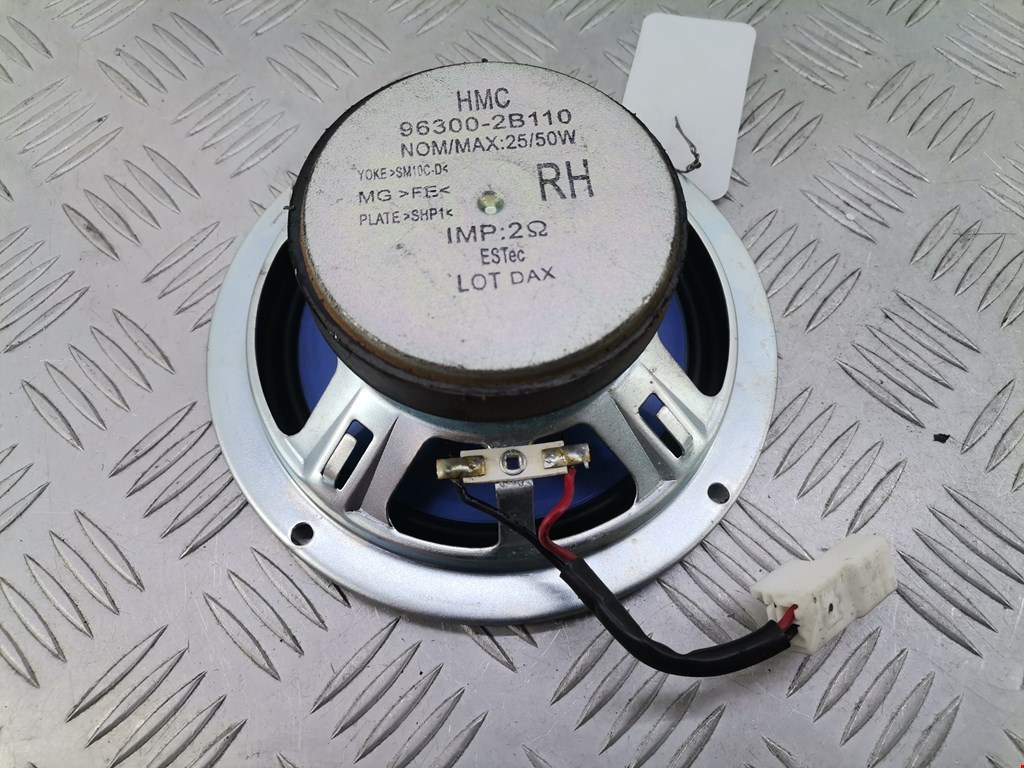 HMC
96300-2B110
NOM/MAX:25/50W
YOKE >SM10C-D<
MG >FE<
PLATE >SHP1<
RH
IMP:2Ω
ESTec
LOT DAX